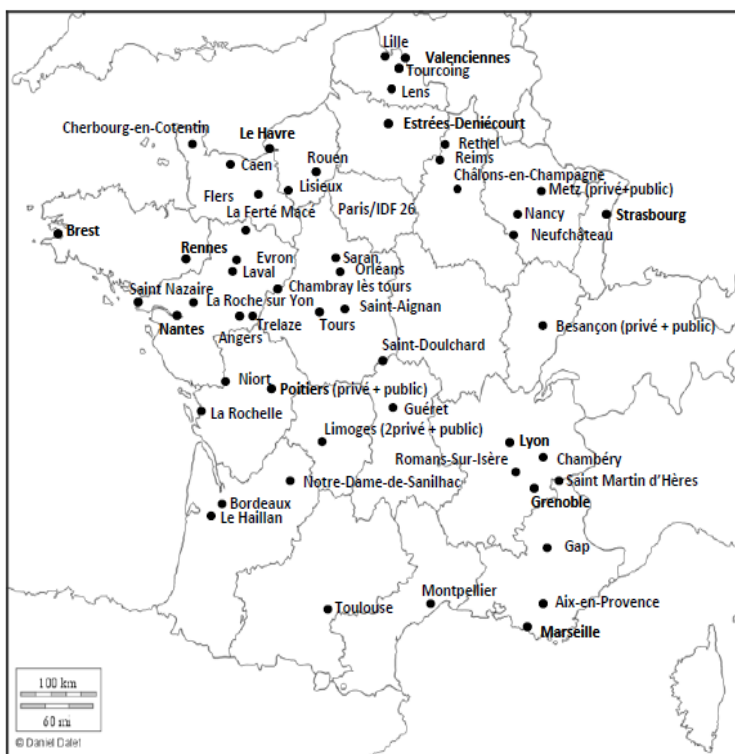 Lille
Valenciennes
Tourcoing
Lens
Estrées-Deniécourt
Cherbourg-en-Cotentin
Le Havre
Rethel
Reims
Rouen
Caen
Châlons-en-Champagne
Metz (privé+public)
Lisieux
Flers
Paris/IDF 26
La Ferté Macé
Nancy
Strasbourg
Brest
Neufchâteau
Rennes
Evron
Saran
Laval
Orléans
Chambray lès tours
Saint Nazaire
La Roche sur Yon
Saint-Aignan
Nantes
Trelaze
Tours
Angers
Besançon (privé + public)
Saint-Doulchard
Niort
Poitiers (privé + public)
Guéret
La Rochelle
Limoges (2privé + public)
Lyon
Romans-Sur-Isère
Chambéry
Notre-Dame-de-Sanilhac
Saint Martin d'Hères
Bordeaux
Grenoble
Le Haillan
Gap
Montpellier
Aix-en-Provence
Toulouse
Marseille
100 km
60 mi
© Daniel Dalet